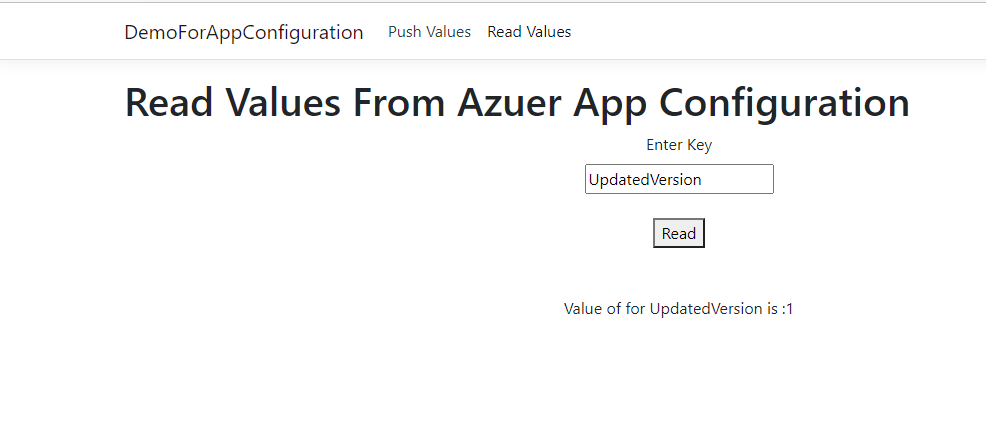 DemoForAppConfiguration Push Values Read Values
Read Values From Azuer App Configuration
Enter Key
UpdatedVersion
Read
Value of for UpdatedVersion is :1